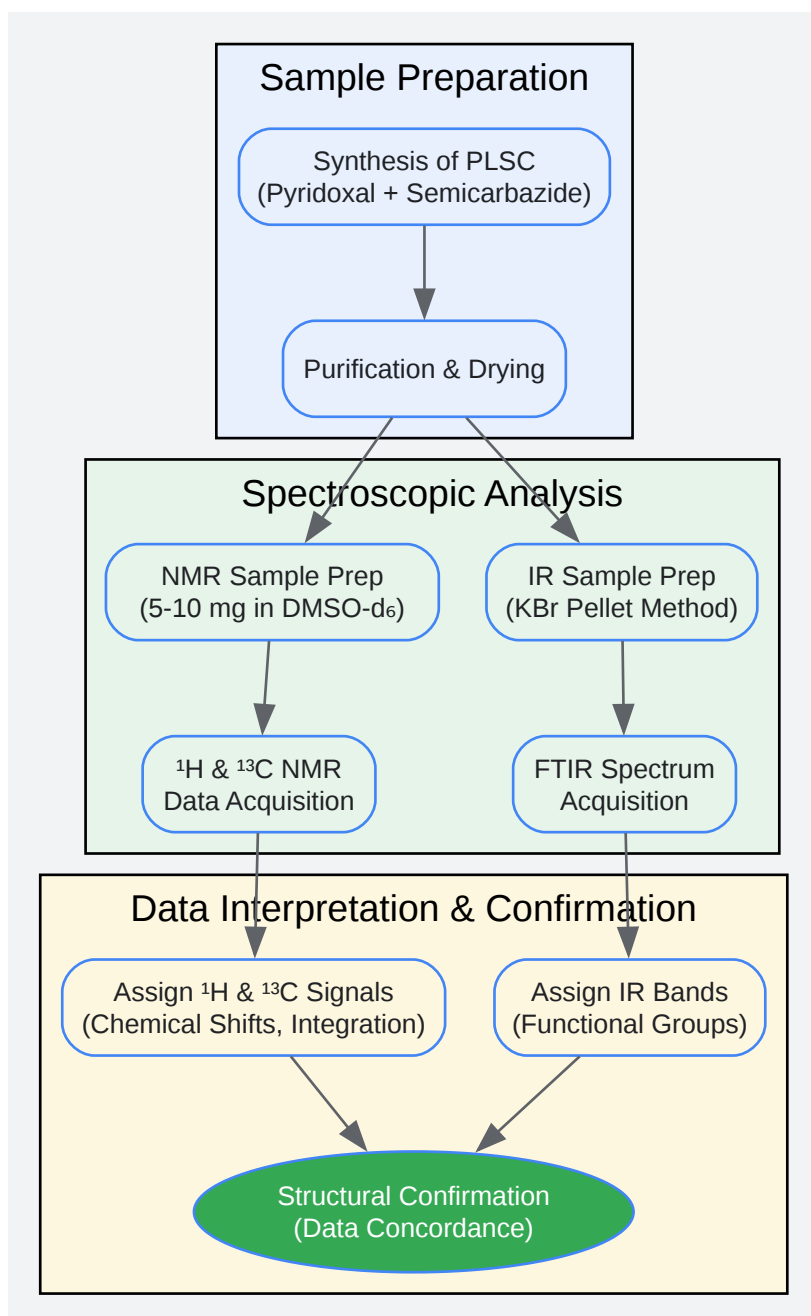 Sample Preparation
Synthesis of PLSC
(Pyridoxal + Semicarbazide)
Purification & Drying
Spectroscopic Analysis
NMR Sample Prep
(5-10 mg in DMSO-d₆)
IR Sample Prep
(KBr Pellet Method)
¹H & ¹³C NMR
Data Acquisition
FTIR Spectrum
Acquisition
Data Interpretation & Confirmation
Assign ¹H & ¹³C Signals
(Chemical Shifts, Integration)
Assign IR Bands
(Functional Groups)
Structural Confirmation
(Data Concordance)